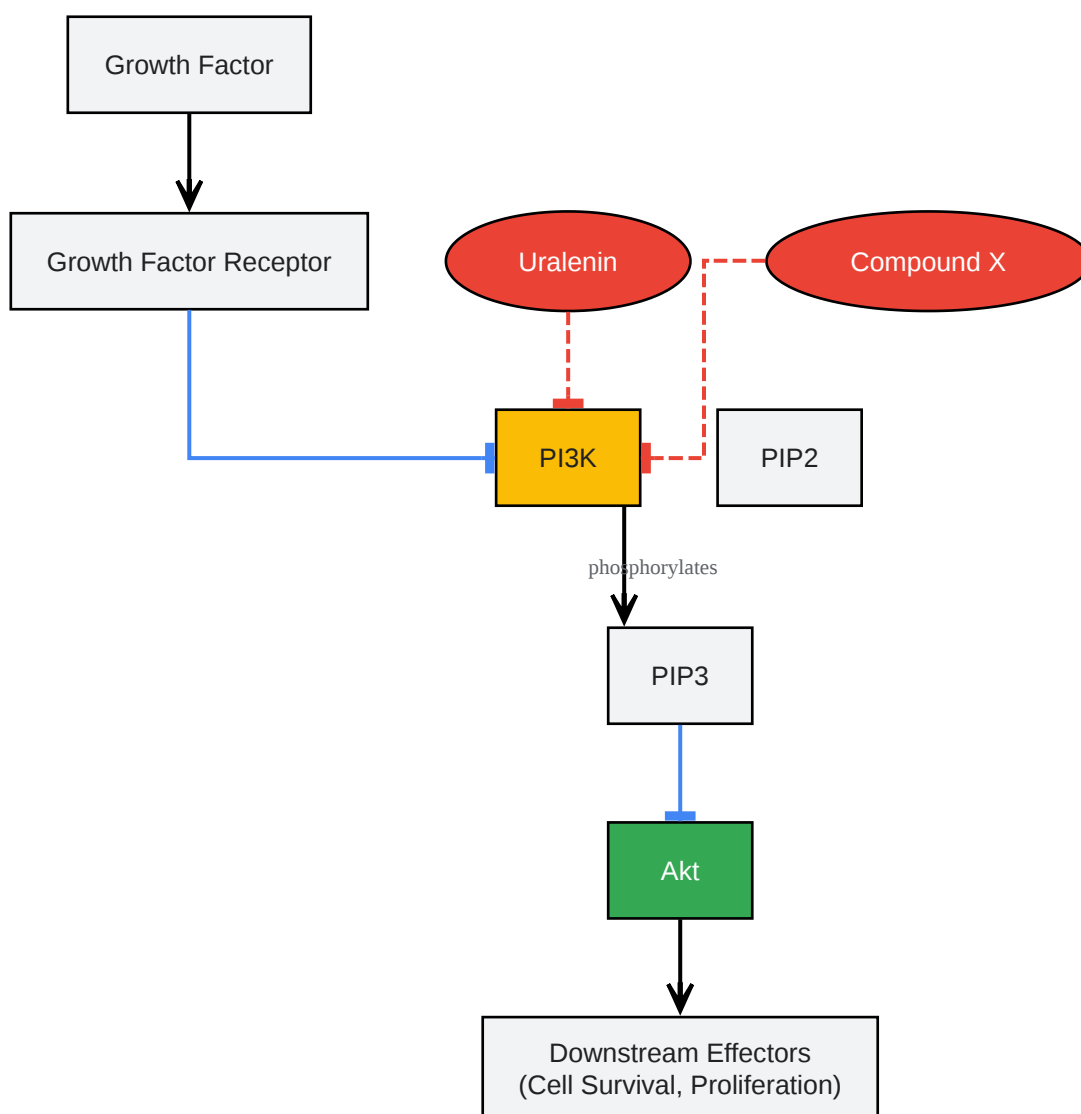 Growth Factor
Growth Factor Receptor
Uralenin
Compound X
PI3K
PIP2
phosphorylates
PIP3
Akt
Downstream Effectors
(Cell Survival, Proliferation)